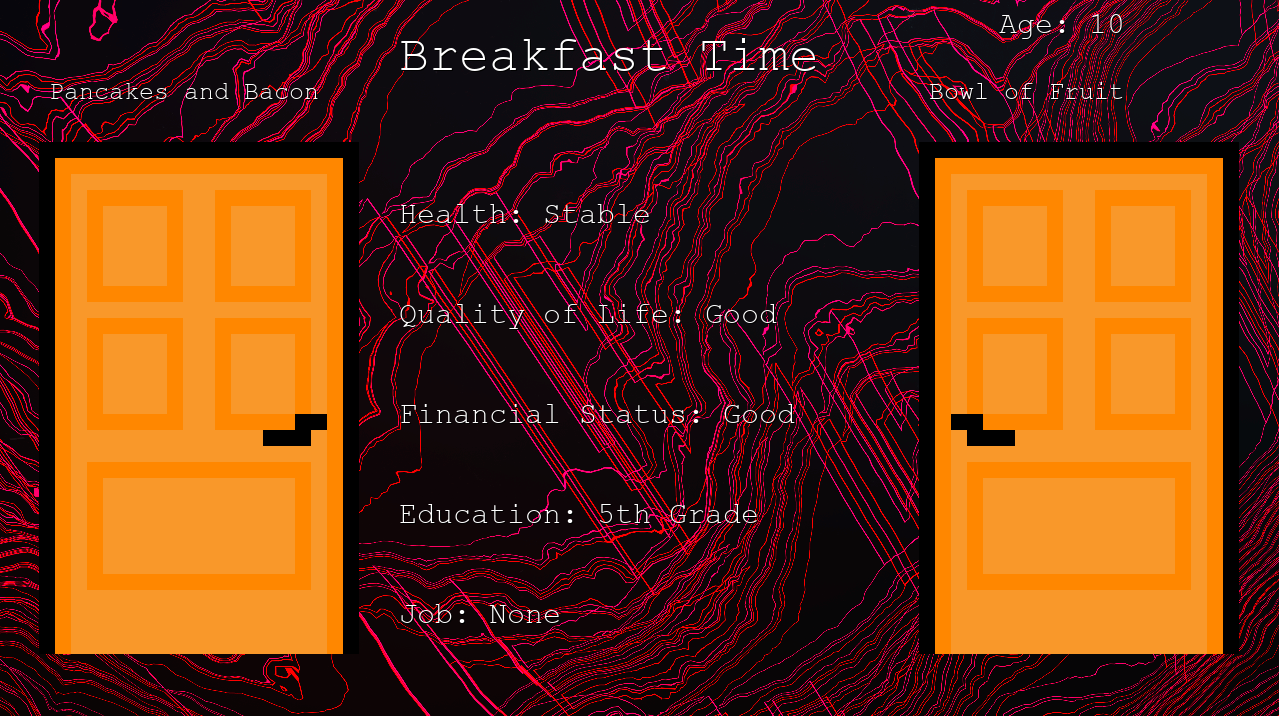 Age: 10
Breakfast Time
Pancakes and Bacon
Bowl of Fruit
Health: Stable
Quality of Life: Good
Financial Status: Good
Education: 5th Grade
Job: None